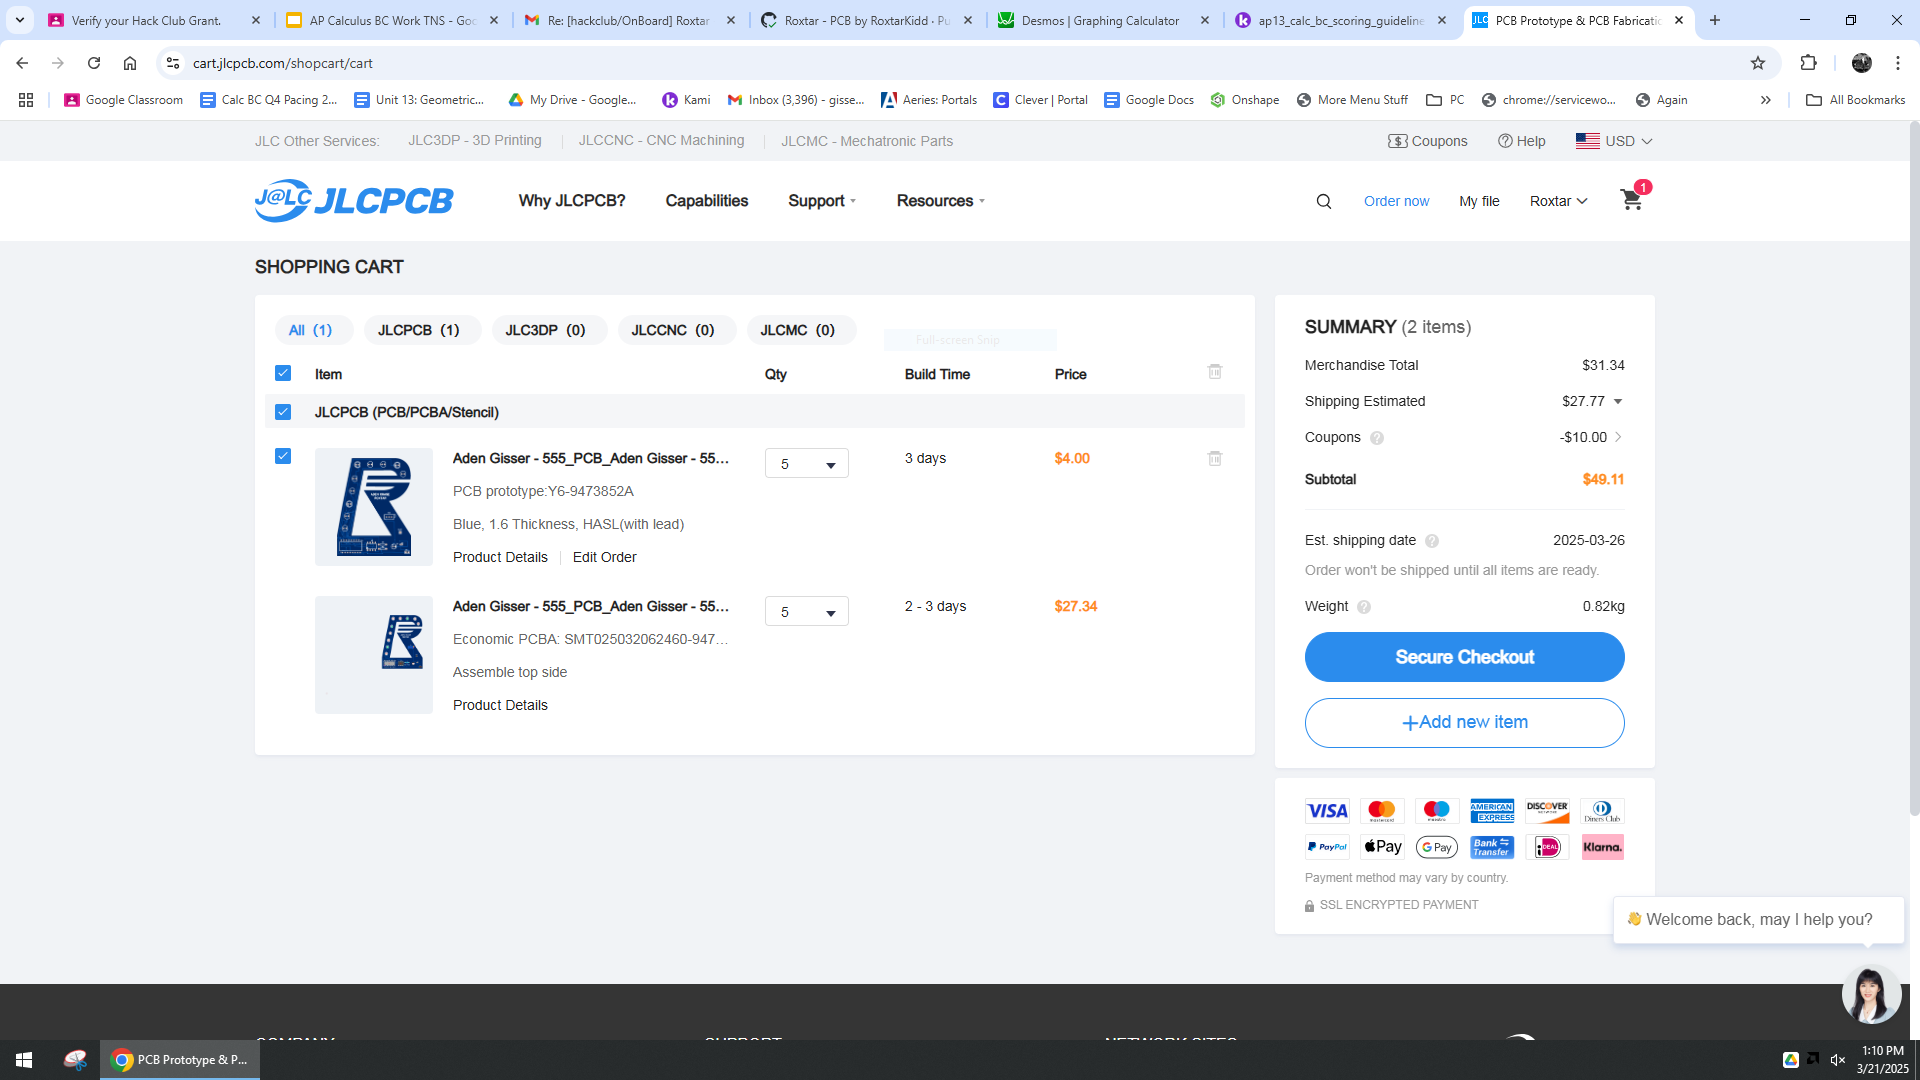 Verify your Hack Club Grant.
AP Calculus BC Work TNS - Goo
Re: [hackclub/OnBoard] Roxtar
Roxtar - PCB by RoxtarKidd · Pu
Desmos | Graphing Calculator
ap13_calc_bc_scoring_guideline
PCB Prototype & PCB Fabricatio
cart.jlcpcb.com/shopcart/cart
Google Classroom
Calc BC Q4 Pacing 2...
Unit 13: Geometric...
My Drive - Google...
Kami
Inbox (3,396) - gisse...
Aeries: Portals
Clever | Portal
Google Docs
Onshape
More Menu Stuff
PC
chrome://servicewo...
Again
All Bookmarks
JLC Other Services:
JLC3DP - 3D Printing
JLCCNC - CNC Machining
JLCMC - Mechatronic Parts
Coupons
Help
USD
J@LC JLCPCB
Why JLCPCB?
Capabilities
Support
Resources
Order now
My file
Roxtar
1
SHOPPING CART
All (1)
JLCPCB (1)
JLC3DP (0)
JLCCNC (0)
JLCMC (0)
Full-screen Snip
Item
Qty
Build Time
Price
JLCPCB (PCB/PCBA/Stencil)
Aden Gisser - 555_PCB_Aden Gisser - 55...
5
3 days
$4.00
PCB prototype:Y6-9473852A
Blue, 1.6 Thickness, HASL(with lead)
Product Details
Edit Order
Aden Gisser - 555_PCB_Aden Gisser - 55...
5
2 - 3 days
$27.34
Economic PCBA: SMT025032062460-947...
Assemble top side
Product Details
SUMMARY (2 items)
Merchandise Total
$31.34
Shipping Estimated
$27.77
Coupons
-$10.00
Subtotal
$49.11
Est. shipping date
2025-03-26
Order won't be shipped until all items are ready.
Weight
0.82kg
Secure Checkout
+Add new item
VISA
mastercard
maestro
AMERICAN EXPRESS
DISCOVER
Diners Club
PayPal
Pay
G Pay
Bank Transfer
iDEAL
Klarna.
Payment method may vary by country.
SSL ENCRYPTED PAYMENT
👋 Welcome back, may I help you?
COMPANY
SUPPORT
NETWORK SITES
PCB Prototype & P...
1:10 PM
3/21/2025